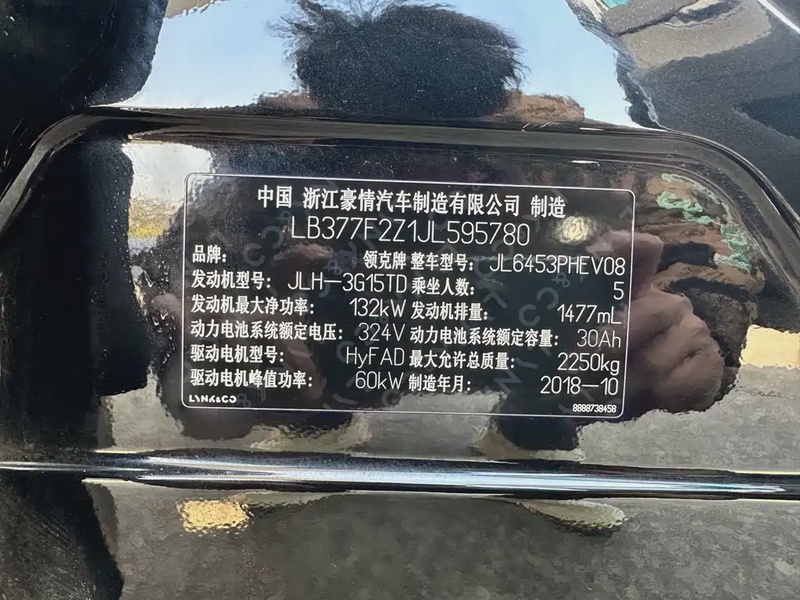 中国 浙江豪情汽车制造有限公司 制造
LB377F2Z1JL595780
品牌: 领克牌 整车型号: JL6453PHEV08
发动机型号: JLH-3G15TD 乘坐人数: 5
发动机最大净功率: 132kW 发动机排量: 1477mL
动力电池系统额定电压: 324V 动力电池系统额定容量: 30Ah
驱动电机型号: HyFAD 最大允许总质量: 2250kg
驱动电机峰值功率: 60kW 制造年月: 2018-10
LYNK&CO 8888738458